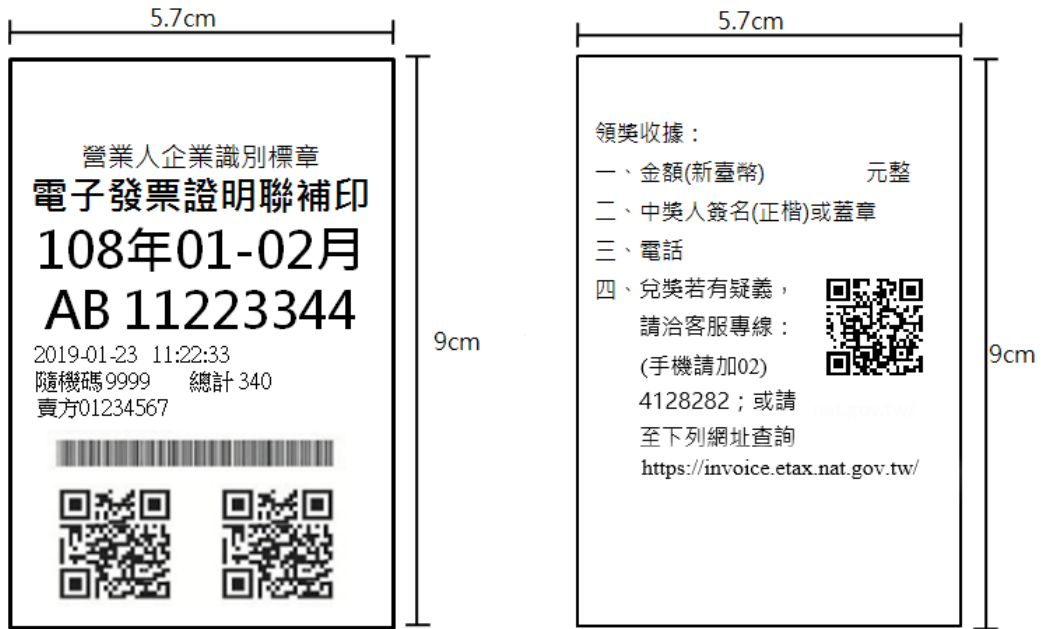 5.7cm
營業人企業識別標章
電子發票證明聯補印
108年01-02月
AB 11223344
2019-01-23 11:22:33
隨機碼9999 總計 340
賣方01234567
9cm
5.7cm
領獎收據：
一、金額(新臺幣) 元整
二、中獎人簽名(正楷)或蓋章
三、電話
四、兌獎若有疑義，
請洽客服專線：
(手機請加02)
4128282；或請
至下列網址查詢
https://invoice.etax.nat.gov.tw/
9cm